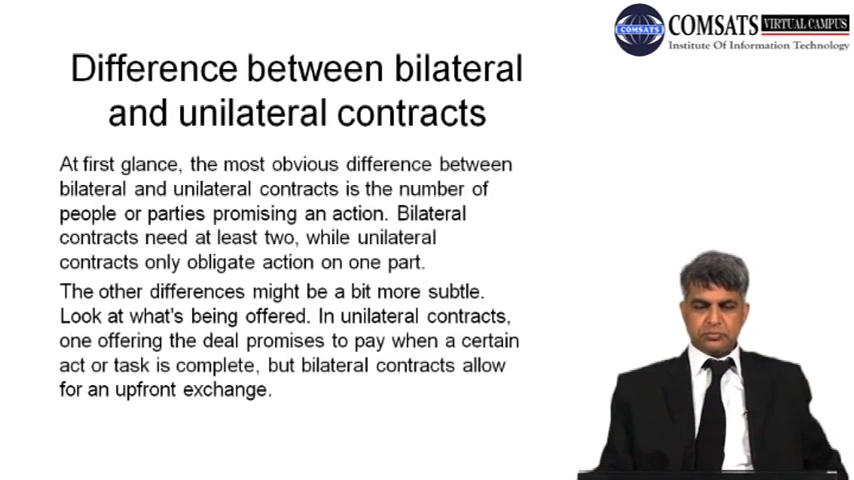 COMSATS VIRTUAL CAMPUS
COMSATS
Institute Of Information Technology
Difference between bilateral
and unilateral contracts
At first glance, the most obvious difference between
bilateral and unilateral contracts is the number of
people or parties promising an action. Bilateral
contracts need at least two, while unilateral
contracts only obligate action on one part.
The other differences might be a bit more subtle.
Look at what's being offered. In unilateral contracts,
one offering the deal promises to pay when a certain
act or task is complete, but bilateral contracts allow
for an upfront exchange.